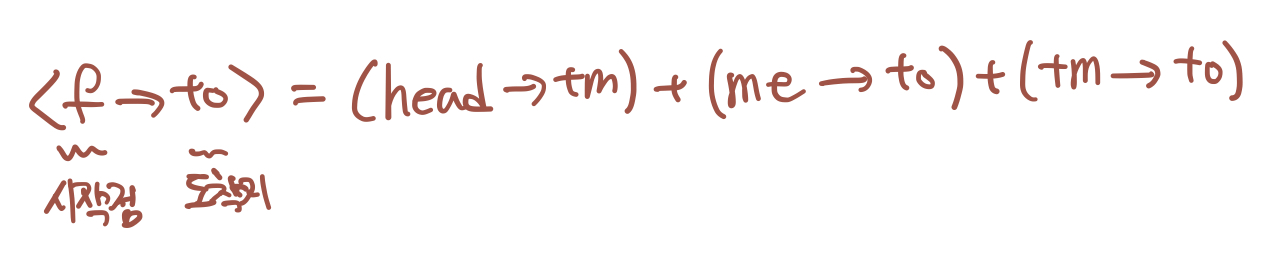 <f→to> = (head→tm) + (me→to) + (tm→to)
시작점 도착지